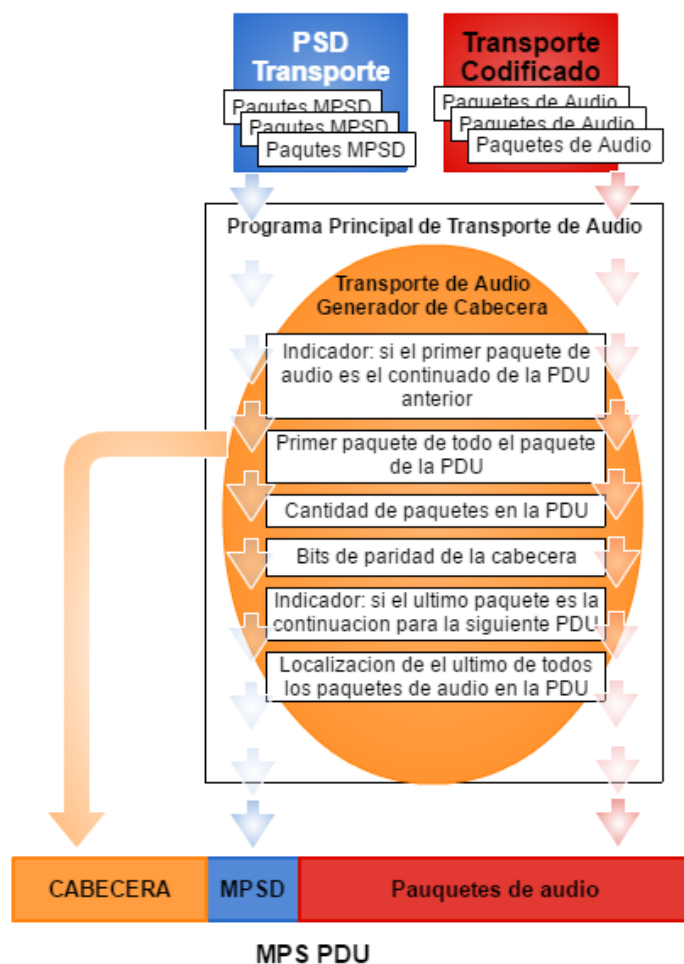 PSD
Transporte
Paqutes MPSD
Paqutes MPSD
Paqutes MPSD
Transporte
Codificado
Paquetes de Audio
Paquetes de Audio
Paquetes de Audio
Programa Principal de Transporte de Audio
Transporte de Audio
Generador de Cabecera
Indicador: si el primer paquete de
audio es el continuado de la PDU
anterior
Primer paquete de todo el paquete
de la PDU
Cantidad de paquetes en la PDU
Bits de paridad de la cabecera
Indicador: si el ultimo paquete es la
continuacion para la siguiente PDU
Localizacion de el ultimo de todos
los paquetes de audio en la PDU
CABECERA
MPSD
Pauquetes de audio
MPS PDU